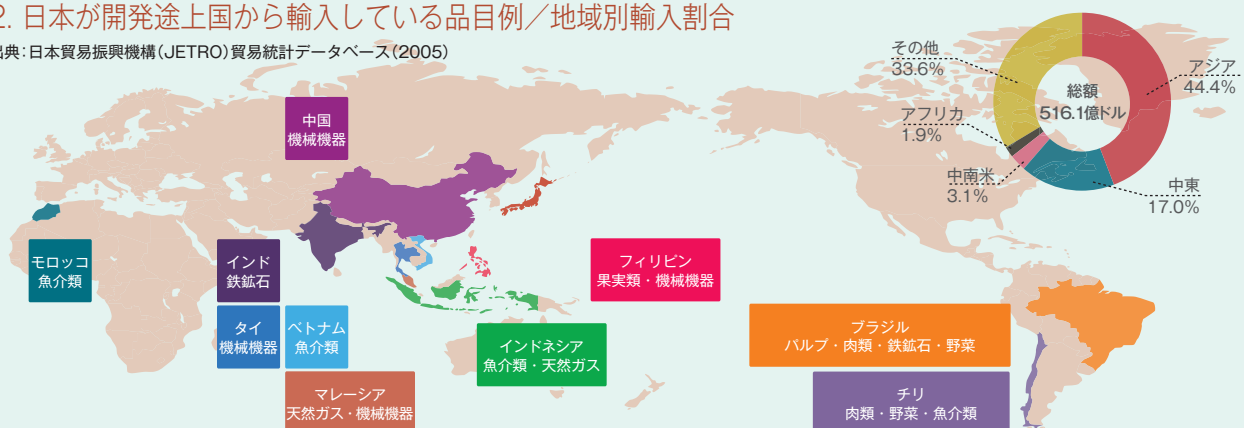 2. 日本が開発途上国から輸入している品目例／地域別輸入割合
出典：日本貿易振興機構(JETRO)貿易統計データベース(2005)
その他
33.6%
アジア
44.4%
総額
516.1億ドル
アフリカ
1.9%
中南米
3.1%
中東
17.0%
中国
機械機器
モロッコ
魚介類
インド
鉄鉱石
フィリピン
果実類・機械機器
タイ
機械機器
ベトナム
魚介類
インドネシア
魚介類・天然ガス
ブラジル
パルプ・肉類・鉄鉱石・野菜
マレーシア
天然ガス・機械機器
チリ
肉類・野菜・魚介類